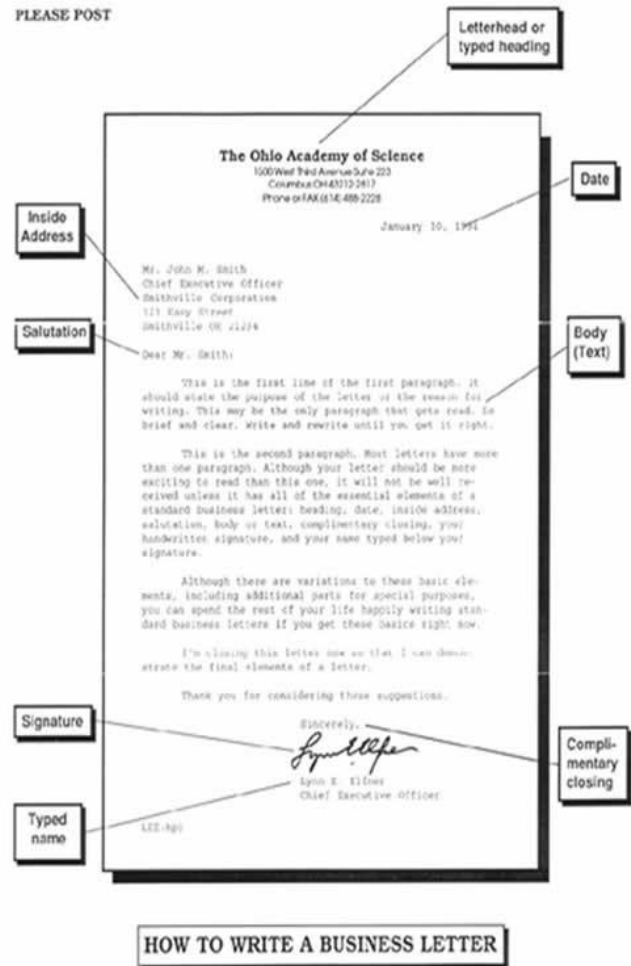 PLEASE POST
Letterhead or
typed heading
The Ohio Academy of Science
1500 West Third Avenue Suite 223
Columbus OH 43212-2817
Phone or FAX (614) 488-2228
Date
January 10, 1994
Inside
Address
Mr. John M. Smith
Chief Executive Officer
Smithville Corporation
121 Easy Street
Smithville OH 21234
Salutation
Dear Mr. Smith:
Body
(Text)
This is the first line of the first paragraph. It
should state the purpose of the letter or the reason for
writing. This may be the only paragraph that gets read. Be
brief and clear. Write and rewrite until you get it right.
This is the second paragraph. Most letters have more
than one paragraph. Although your letter should be more
exciting to read than this one, it will not be well re-
ceived unless it has all of the essential elements of a
standard business letter: heading, date, inside address,
salutation, body or text, complimentary closing, your
handwritten signature, and your name typed below your
signature.
Although there are variations to these basic ele-
ments, including additional parts for special purposes,
you can spend the rest of your life happily writing stan-
dard business letters if you get these basics right now.
I'm closing this letter now so that I can demon-
strate the final elements of a letter.
Thank you for considering these suggestions.
Signature
Sincerely,
Compli-
mentary
closing
Lynn E. Elfner
Chief Executive Officer
Typed
name
HOW TO WRITE A BUSINESS LETTER